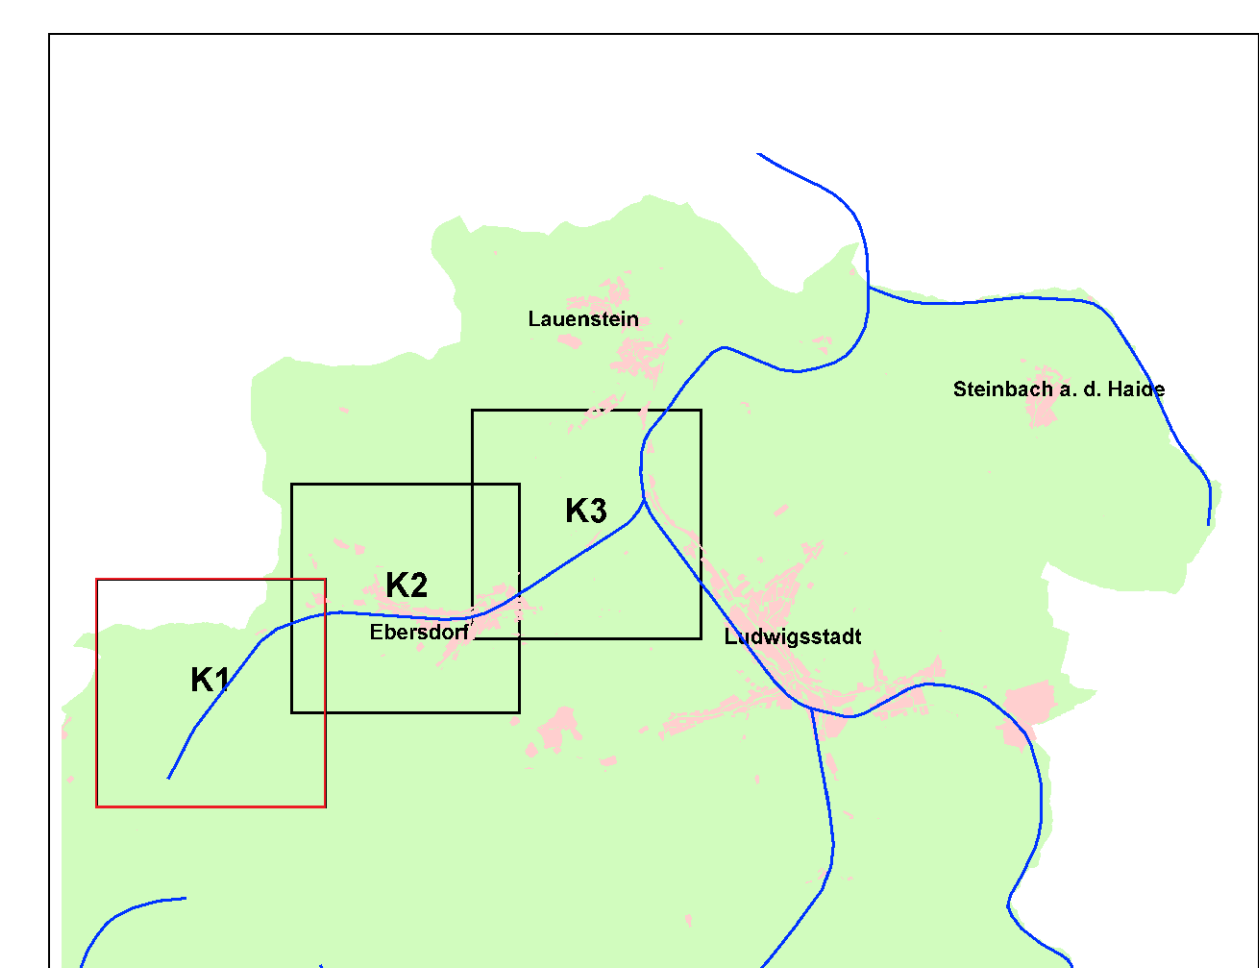 Lauenstein
Steinbach a. d. Haide
K3
K2
Ebersdorf
Ludwigsstadt
K1